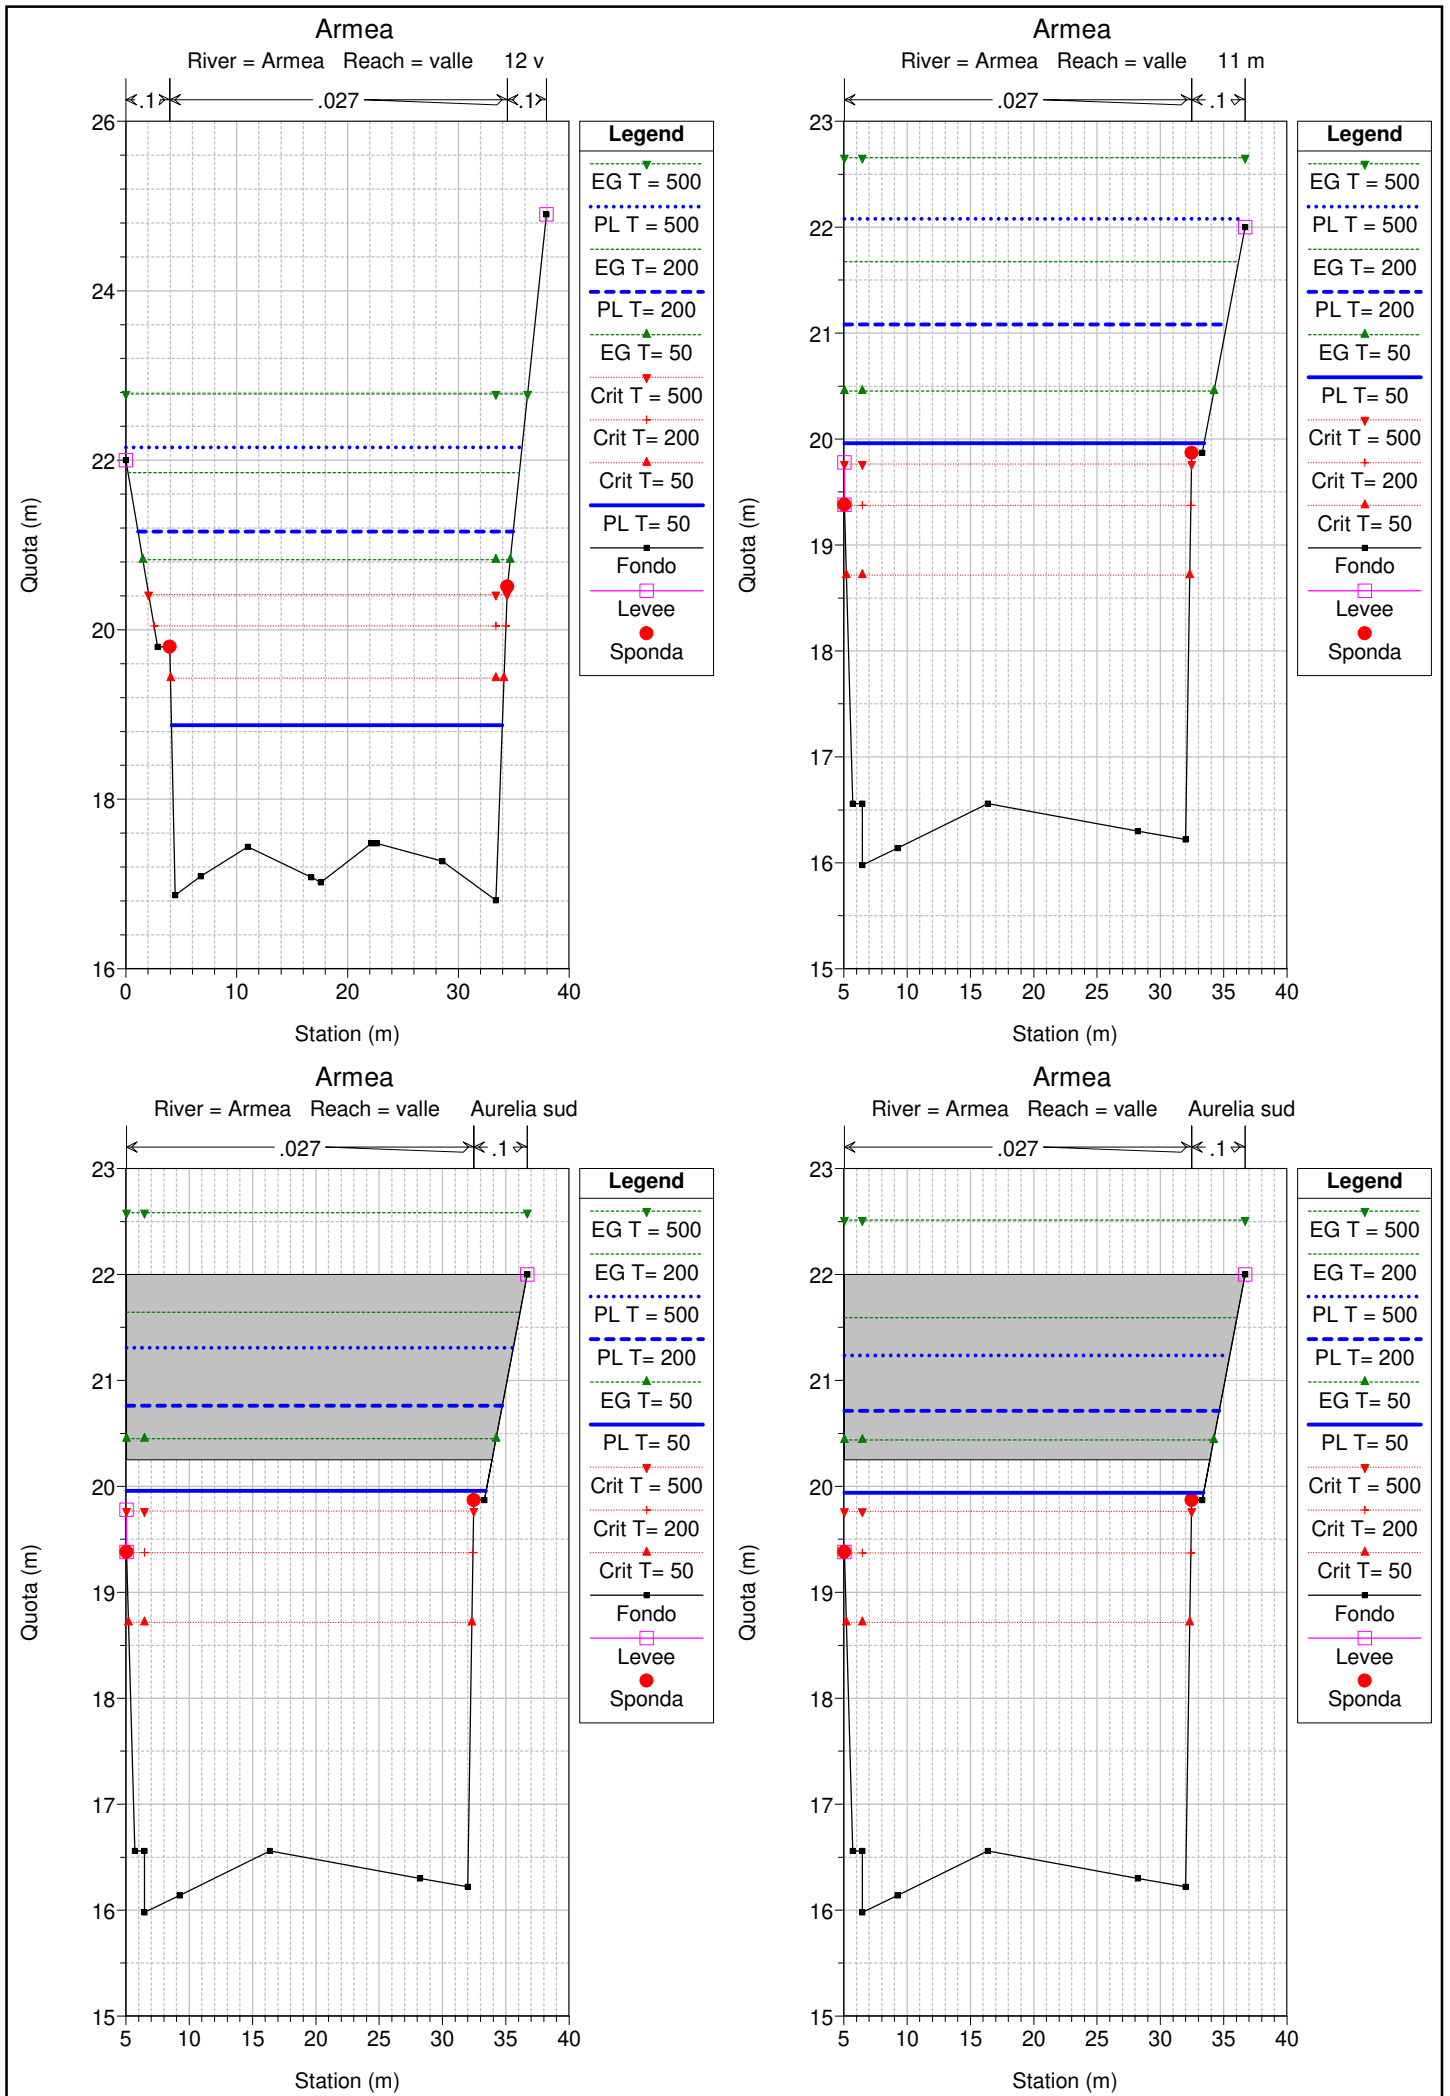 Armea
River = Armea   Reach = valle      12 v
.1
.027
.1
26
24
22
20
18
16
0
10
20
30
40
Quota (m)
Station (m)
Legend
EG T = 500
PL T = 500
EG T= 200
PL T= 200
EG T= 50
Crit T = 500
Crit T= 200
Crit T= 50
PL T= 50
Fondo
Levee
Sponda
Armea
River = Armea   Reach = valle      11 m
.027
.1
23
22
21
20
19
18
17
16
15
5
10
15
20
25
30
35
40
Quota (m)
Station (m)
Legend
EG T = 500
PL T = 500
EG T= 200
PL T= 200
EG T= 50
PL T= 50
Crit T = 500
Crit T= 200
Crit T= 50
Fondo
Levee
Sponda
Armea
River = Armea   Reach = valle      Aurelia sud
.027
.1
23
22
21
20
19
18
17
16
15
5
10
15
20
25
30
35
40
Quota (m)
Station (m)
Legend
EG T = 500
EG T= 200
PL T = 500
PL T= 200
EG T= 50
PL T= 50
Crit T = 500
Crit T= 200
Crit T= 50
Fondo
Levee
Sponda
Armea
River = Armea   Reach = valle      Aurelia sud
.027
.1
23
22
21
20
19
18
17
16
15
5
10
15
20
25
30
35
40
Quota (m)
Station (m)
Legend
EG T = 500
EG T= 200
PL T = 500
PL T= 200
EG T= 50
PL T= 50
Crit T = 500
Crit T= 200
Crit T= 50
Fondo
Levee
Sponda